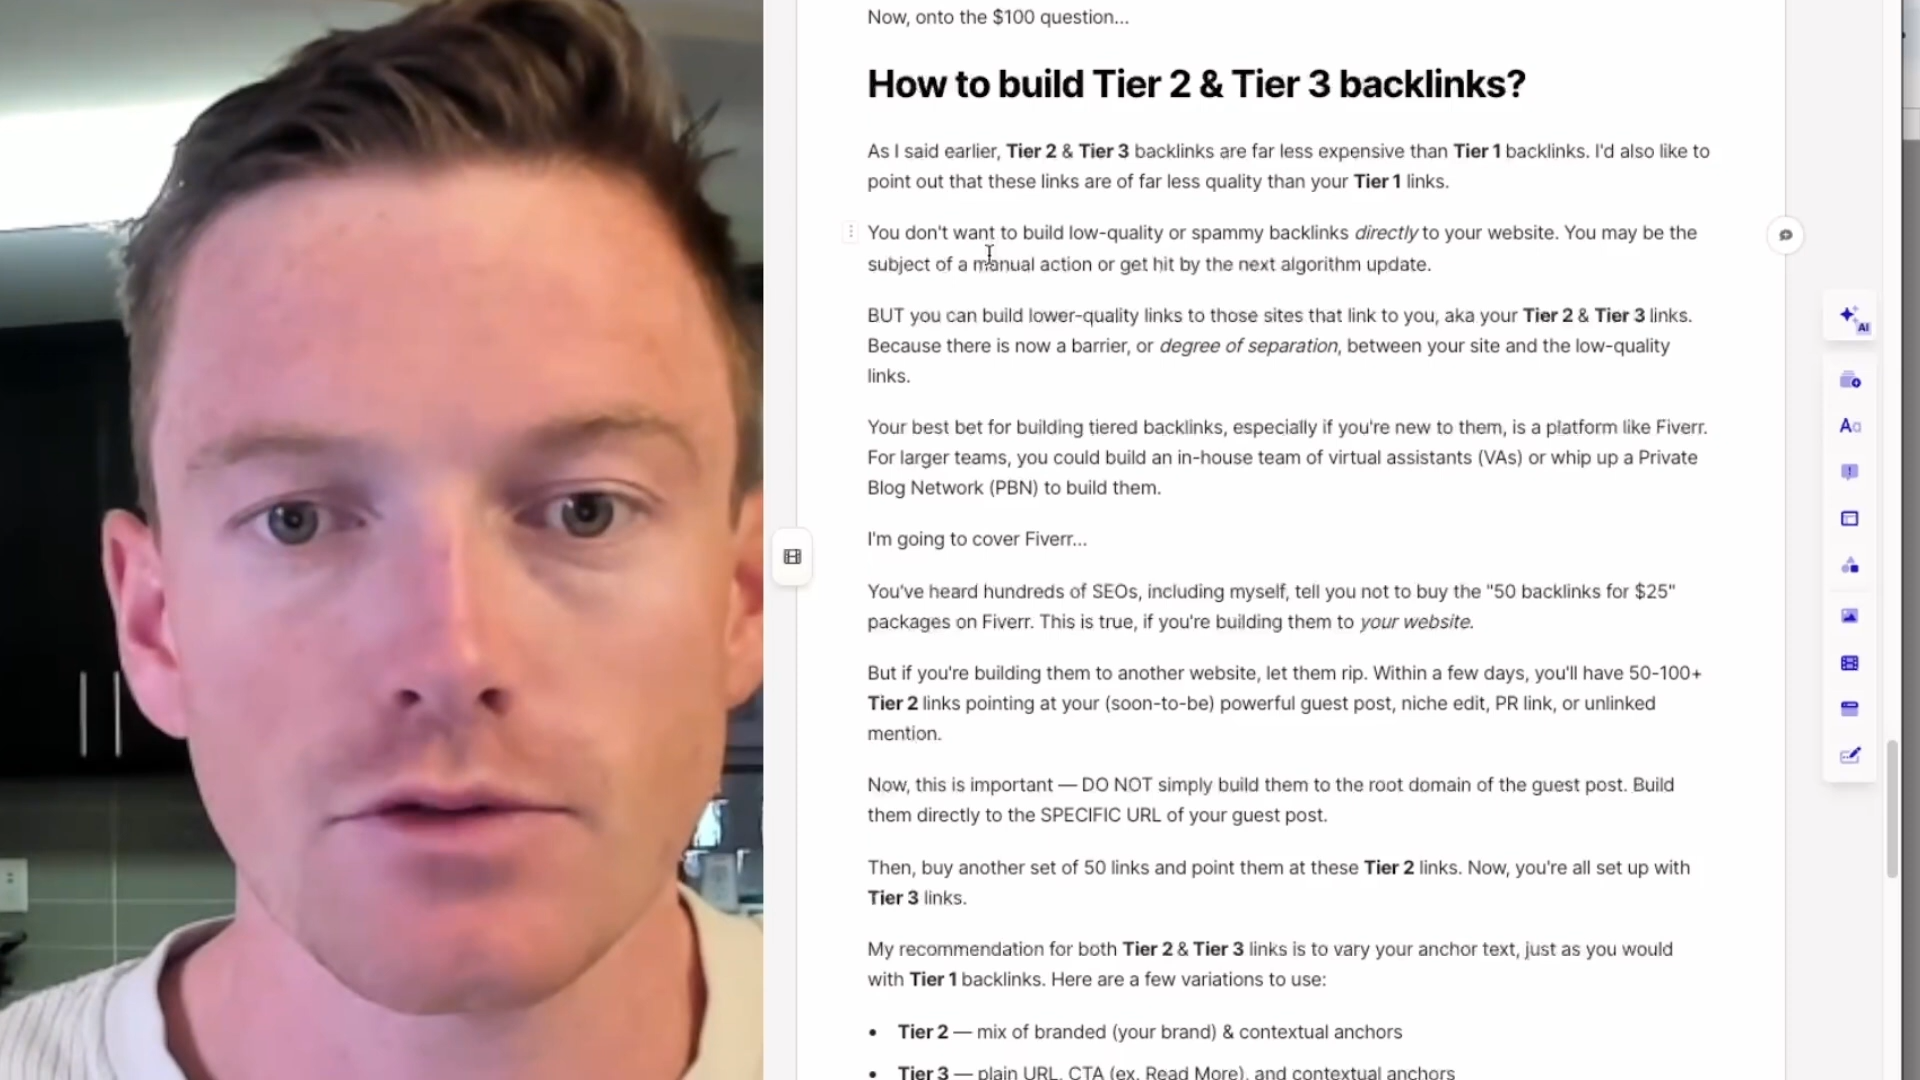 Now, onto the $100 question...
How to build Tier 2 & Tier 3 backlinks?
As I said earlier, Tier 2 & Tier 3 backlinks are far less expensive than Tier 1 backlinks. I'd also like to
point out that these links are of far less quality than your Tier 1 links.
You don't want to build low-quality or spammy backlinks directly to your website. You may be the
subject of a manual action or get hit by the next algorithm update.
BUT you can build lower-quality links to those sites that link to you, aka your Tier 2 & Tier 3 links.
Because there is now a barrier, or degree of separation, between your site and the low-quality
links.
Your best bet for building tiered backlinks, especially if you're new to them, is a platform like Fiverr.
For larger teams, you could build an in-house team of virtual assistants (VAs) or whip up a Private
Blog Network (PBN) to build them.
I'm going to cover Fiverr...
You've heard hundreds of SEOs, including myself, tell you not to buy the "50 backlinks for $25"
packages on Fiverr. This is true, if you're building them to your website.
But if you're building them to another website, let them rip. Within a few days, you'll have 50-100+
Tier 2 links pointing at your (soon-to-be) powerful guest post, niche edit, PR link, or unlinked
mention.
Now, this is important — DO NOT simply build them to the root domain of the guest post. Build
them directly to the SPECIFIC URL of your guest post.
Then, buy another set of 50 links and point them at these Tier 2 links. Now, you're all set up with
Tier 3 links.
My recommendation for both Tier 2 & Tier 3 links is to vary your anchor text, just as you would
with Tier 1 backlinks. Here are a few variations to use:
• Tier 2 — mix of branded (your brand) & contextual anchors
• Tier 3 — plain URL, CTA (ex. Read More), and contextual anchors
AI
Aa